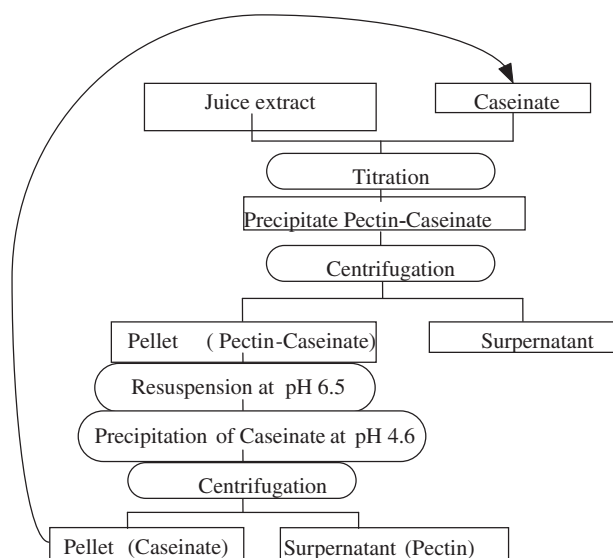 Juice extract
Caseinate
Titration
Precipitate Pectin-Caseinate
Centrifugation
Pellet ( Pectin-Caseinate)
Surpernatant
Resuspension at pH 6.5
Precipitation of Caseinate at pH 4.6
Centrifugation
Pellet (Caseinate)
Surpernatant (Pectin)